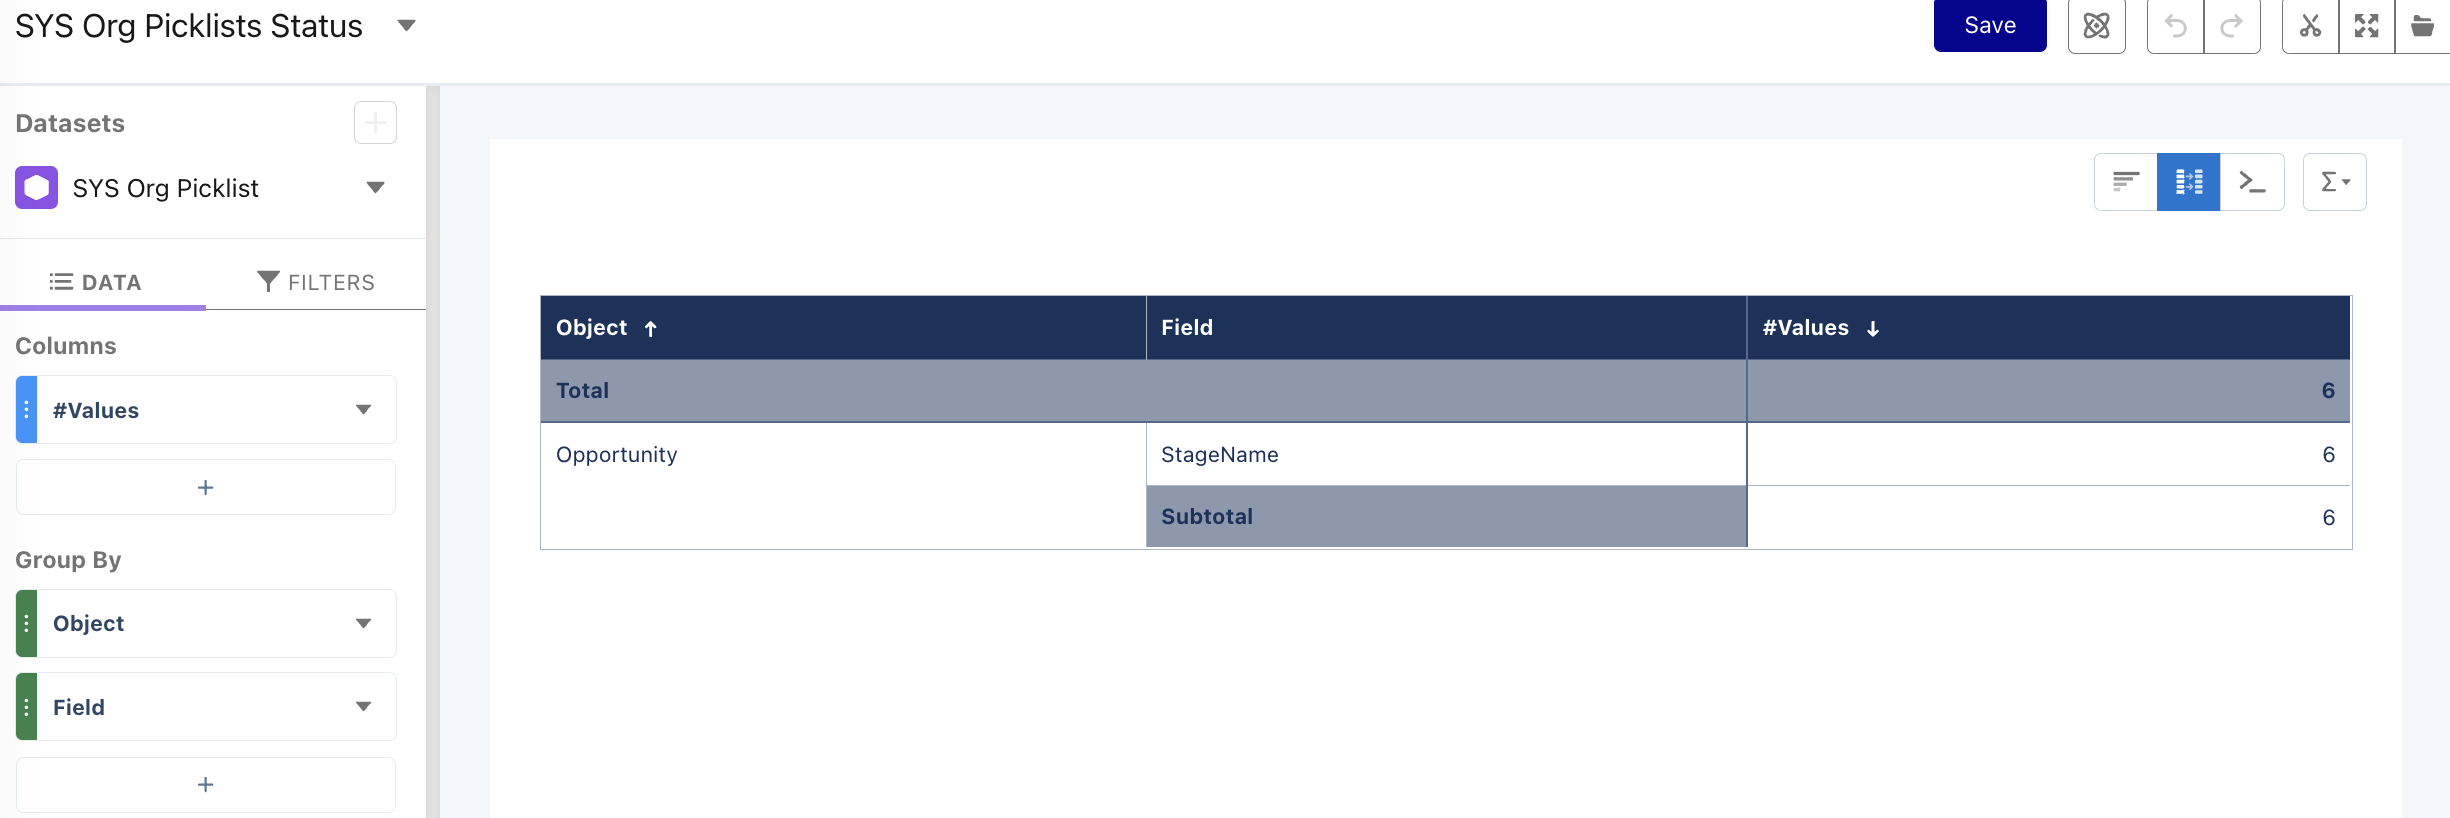 SYS Org Picklists Status
Save
Datasets
SYS Org Picklist
DATA
FILTERS
Columns
#Values
Group By
Object
Field
Object
Field
#Values
Total
6
Opportunity
StageName
6
Subtotal
6